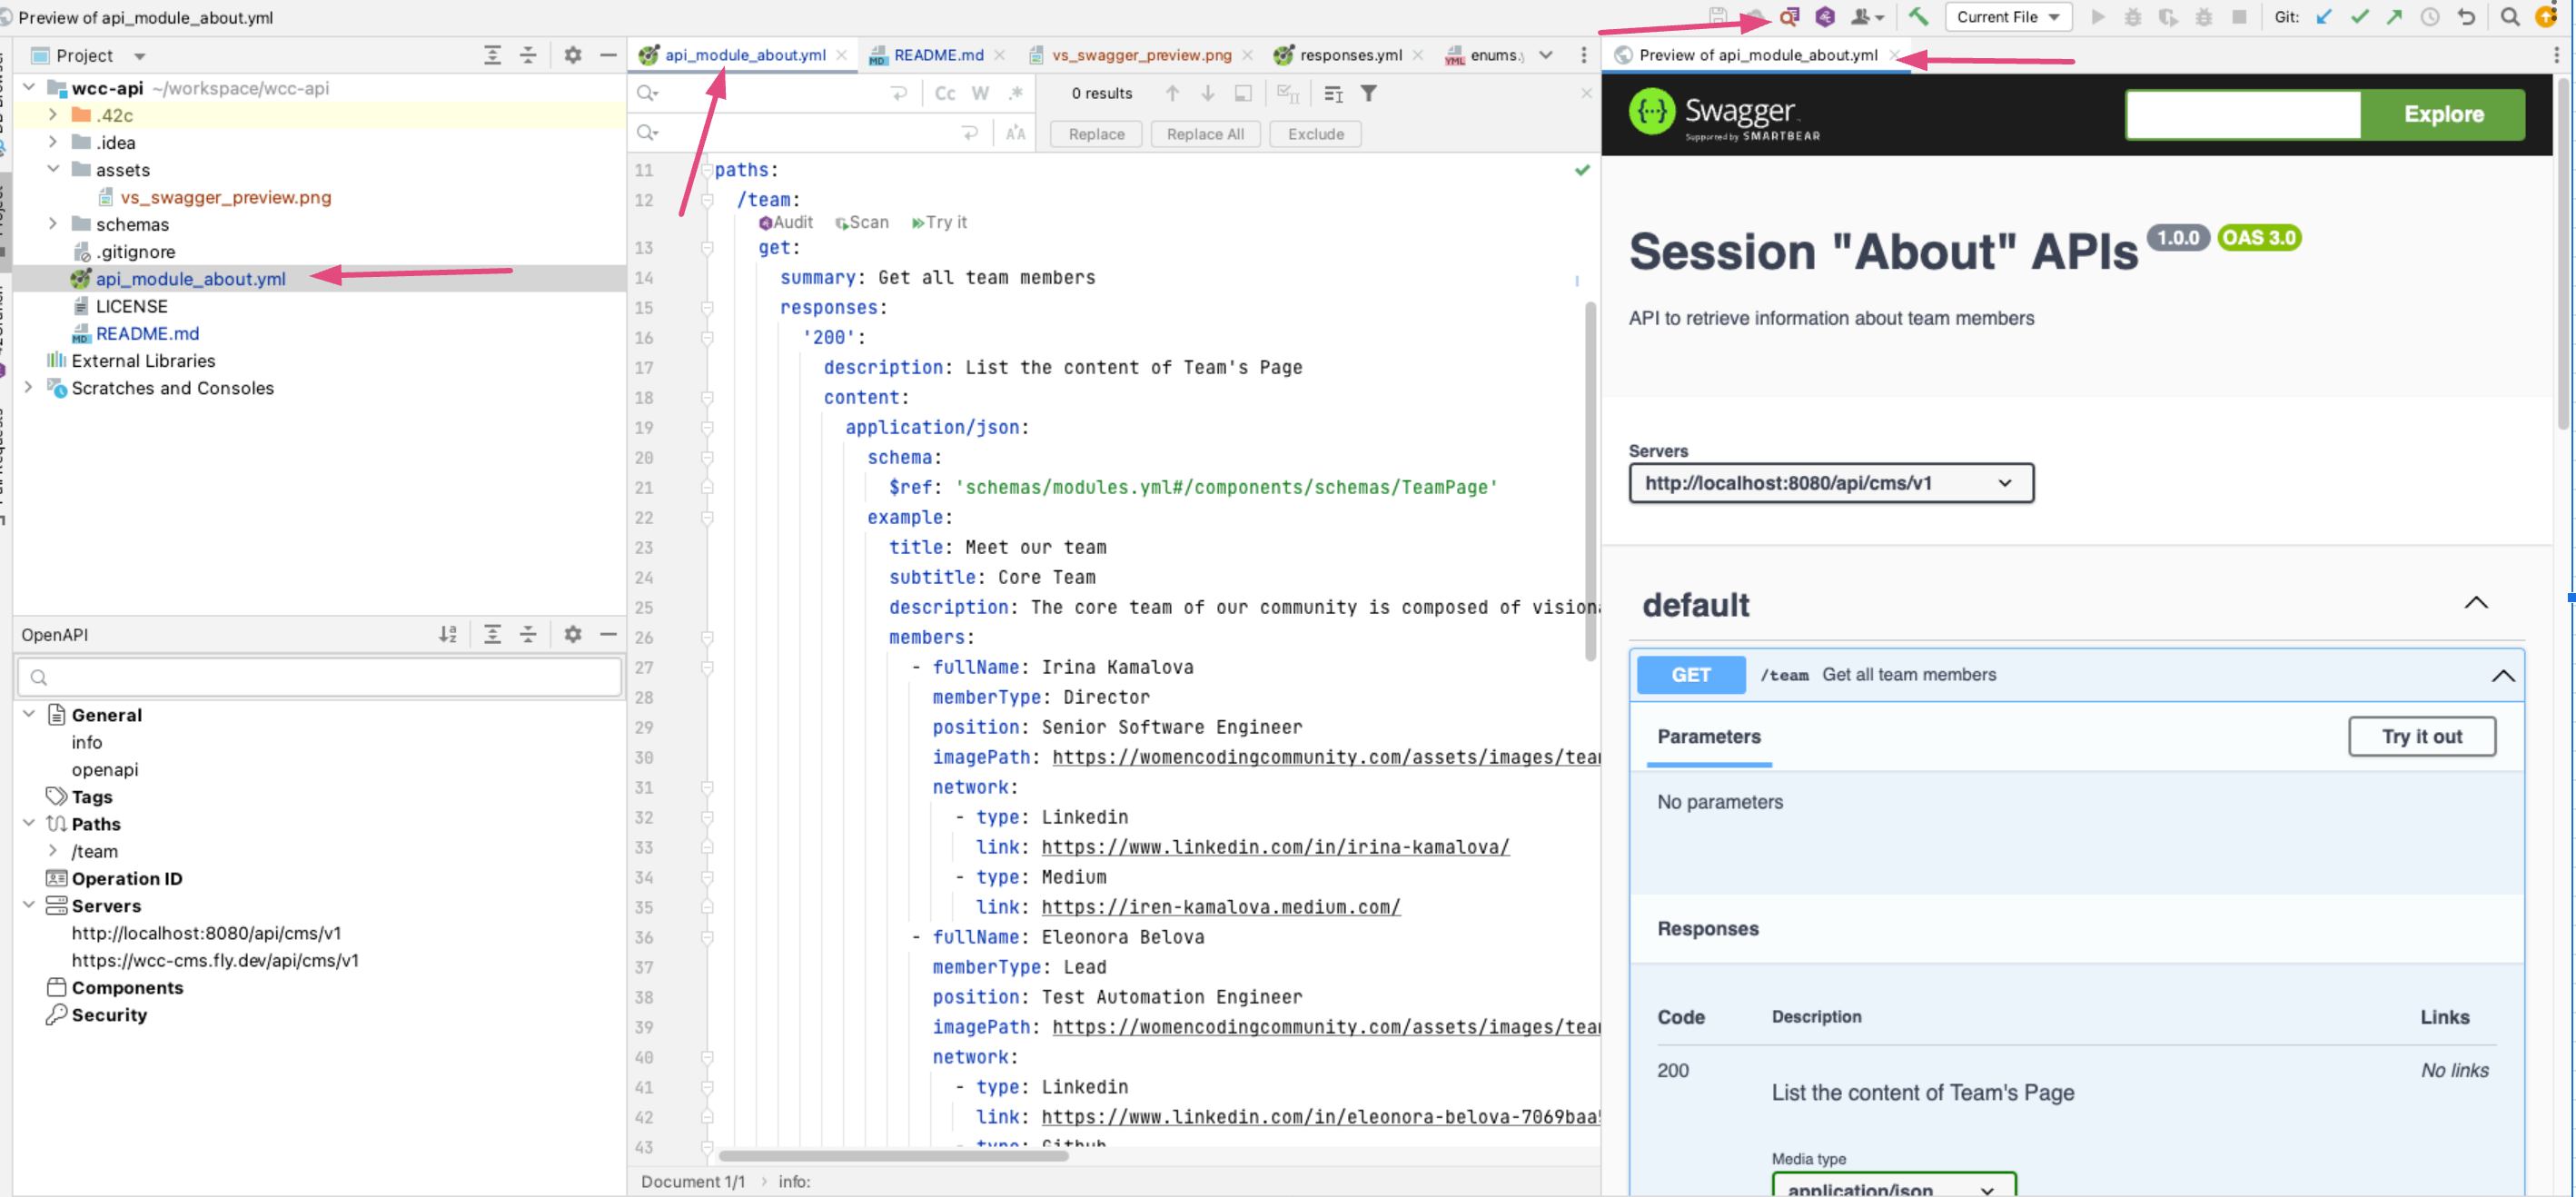 Preview of api_module_about.yml
Current File
Git:
Project
wcc-api ~/workspace/wcc-api
.42c
.idea
assets
vs_swagger_preview.png
schemas
.gitignore
api_module_about.yml
LICENSE
README.md
External Libraries
Scratches and Consoles
OpenAPI
General
info
openapi
Tags
Paths
/team
Operation ID
Servers
http://localhost:8080/api/cms/v1
https://wcc-cms.fly.dev/api/cms/v1
Components
Security
api_module_about.yml README.md vs_swagger_preview.png responses.yml enums.
Cc W .* 0 results
Replace Replace All Exclude
11 paths:
12 /team:
Audit Scan Try it
13 get:
14 summary: Get all team members
15 responses:
16 '200':
17 description: List the content of Team's Page
18 content:
19 application/json:
20 schema:
21 $ref: 'schemas/modules.yml#/components/schemas/TeamPage'
22 example:
23 title: Meet our team
24 subtitle: Core Team
25 description: The core team of our community is composed of vision
26 members:
27 - fullName: Irina Kamalova
28 memberType: Director
29 position: Senior Software Engineer
30 imagePath: https://womencodingcommunity.com/assets/images/tea
31 network:
32 - type: Linkedin
33 link: https://www.linkedin.com/in/irina-kamalova/
34 - type: Medium
35 link: https://iren-kamalova.medium.com/
36 - fullName: Eleonora Belova
37 memberType: Lead
38 position: Test Automation Engineer
39 imagePath: https://womencodingcommunity.com/assets/images/tea
40 network:
41 - type: Linkedin
42 link: https://www.linkedin.com/in/eleonora-belova-7069baa
43 - type: Github
Document 1/1 info:
Preview of api_module_about.yml
Swagger
Supported by SMARTBEAR
Explore
Session "About" APIs 1.0.0 OAS 3.0
API to retrieve information about team members
Servers
http://localhost:8080/api/cms/v1
default
GET /team Get all team members
Parameters
Try it out
No parameters
Responses
Code Description Links
200 No links
List the content of Team's Page
Media type
application/json